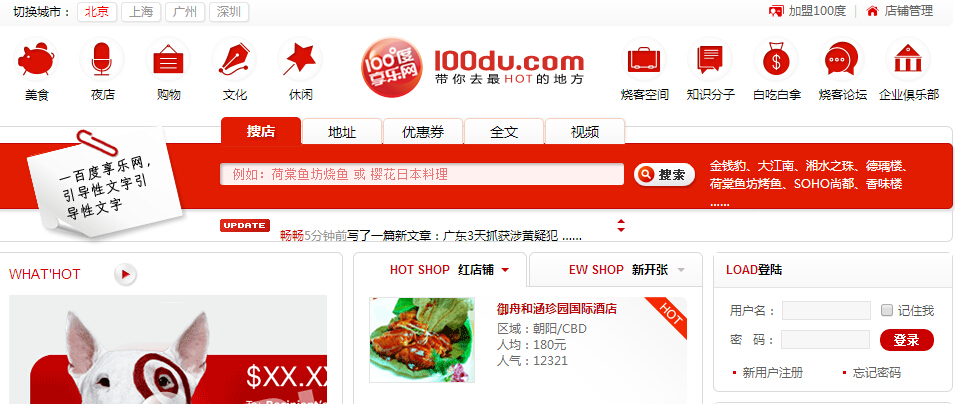 切换城市： 北京 上海 广州 深圳
加盟100度 | 店铺管理
美食 夜店 购物 文化 休闲
100°度
享乐网
100du.com
带你去最HOT的地方
烧客空间 知识分子 白吃白拿 烧客论坛 企业俱乐部
搜店 地址 优惠券 全文 视频
一百度享乐网，
引导性文字引
导性文字
例如：荷棠鱼坊烧鱼 或 樱花日本料理
搜索
金钱豹、大江南、湘水之珠、德瑀楼、
荷棠鱼坊烤鱼、SOHO尚都、香味楼
......
UPDATE
畅畅5分钟前写了一篇新文章：广东3天抓获涉黄疑犯 ......
WHAT'HOT
HOT SHOP 红店铺
EW SHOP 新开张
LOAD登陆
$XX.XX
御舟和涵珍园国际酒店
区域：朝阳/CBD
人均：180元
人气：12321
HOT
用户名： 记住我
密 码： 登录
新用户注册 忘记密码